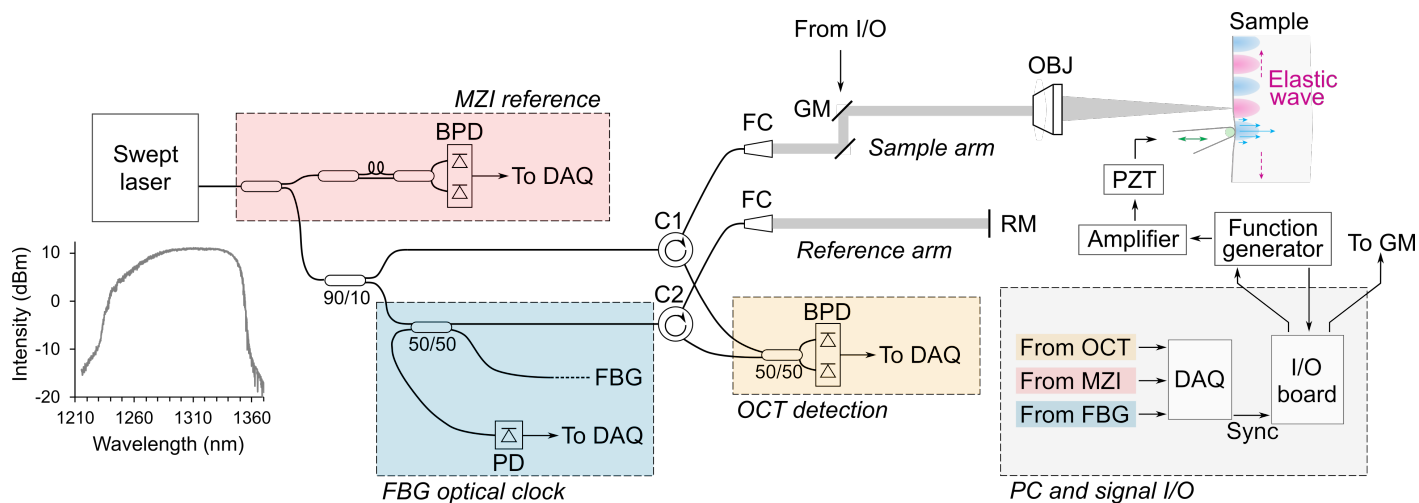 MZI reference
Swept
laser
BPD
To DAQ
From I/O
GM
FC
Sample arm
OBJ
Sample
Elastic
wave
FC
Reference arm
RM
C1
C2
90/10
50/50
FBG
PD
To DAQ
FBG optical clock
BPD
50/50
To DAQ
OCT detection
PZT
Amplifier
Function
generator
To GM
From OCT
From MZI
From FBG
DAQ
Sync
I/O
board
PC and signal I/O
Intensity (dBm)
10
0
-10
-20
1210
1260
1310
1360
Wavelength (nm)